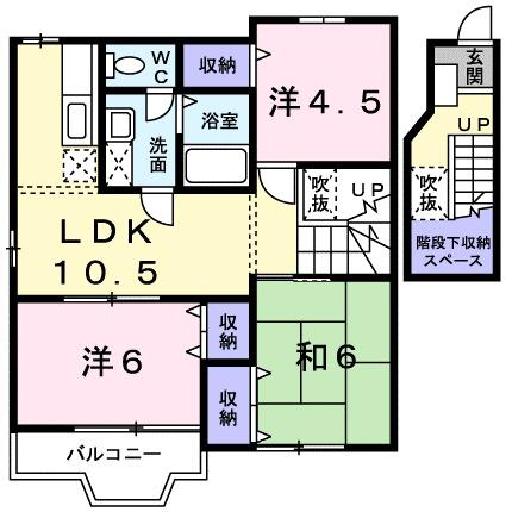 WC
収納
洋4.5
玄関
浴室
洗面
UP
吹抜
UP
吹抜
LDK
10.5
階段下収納
スペース
収納
洋6
和6
収納
バルコニー